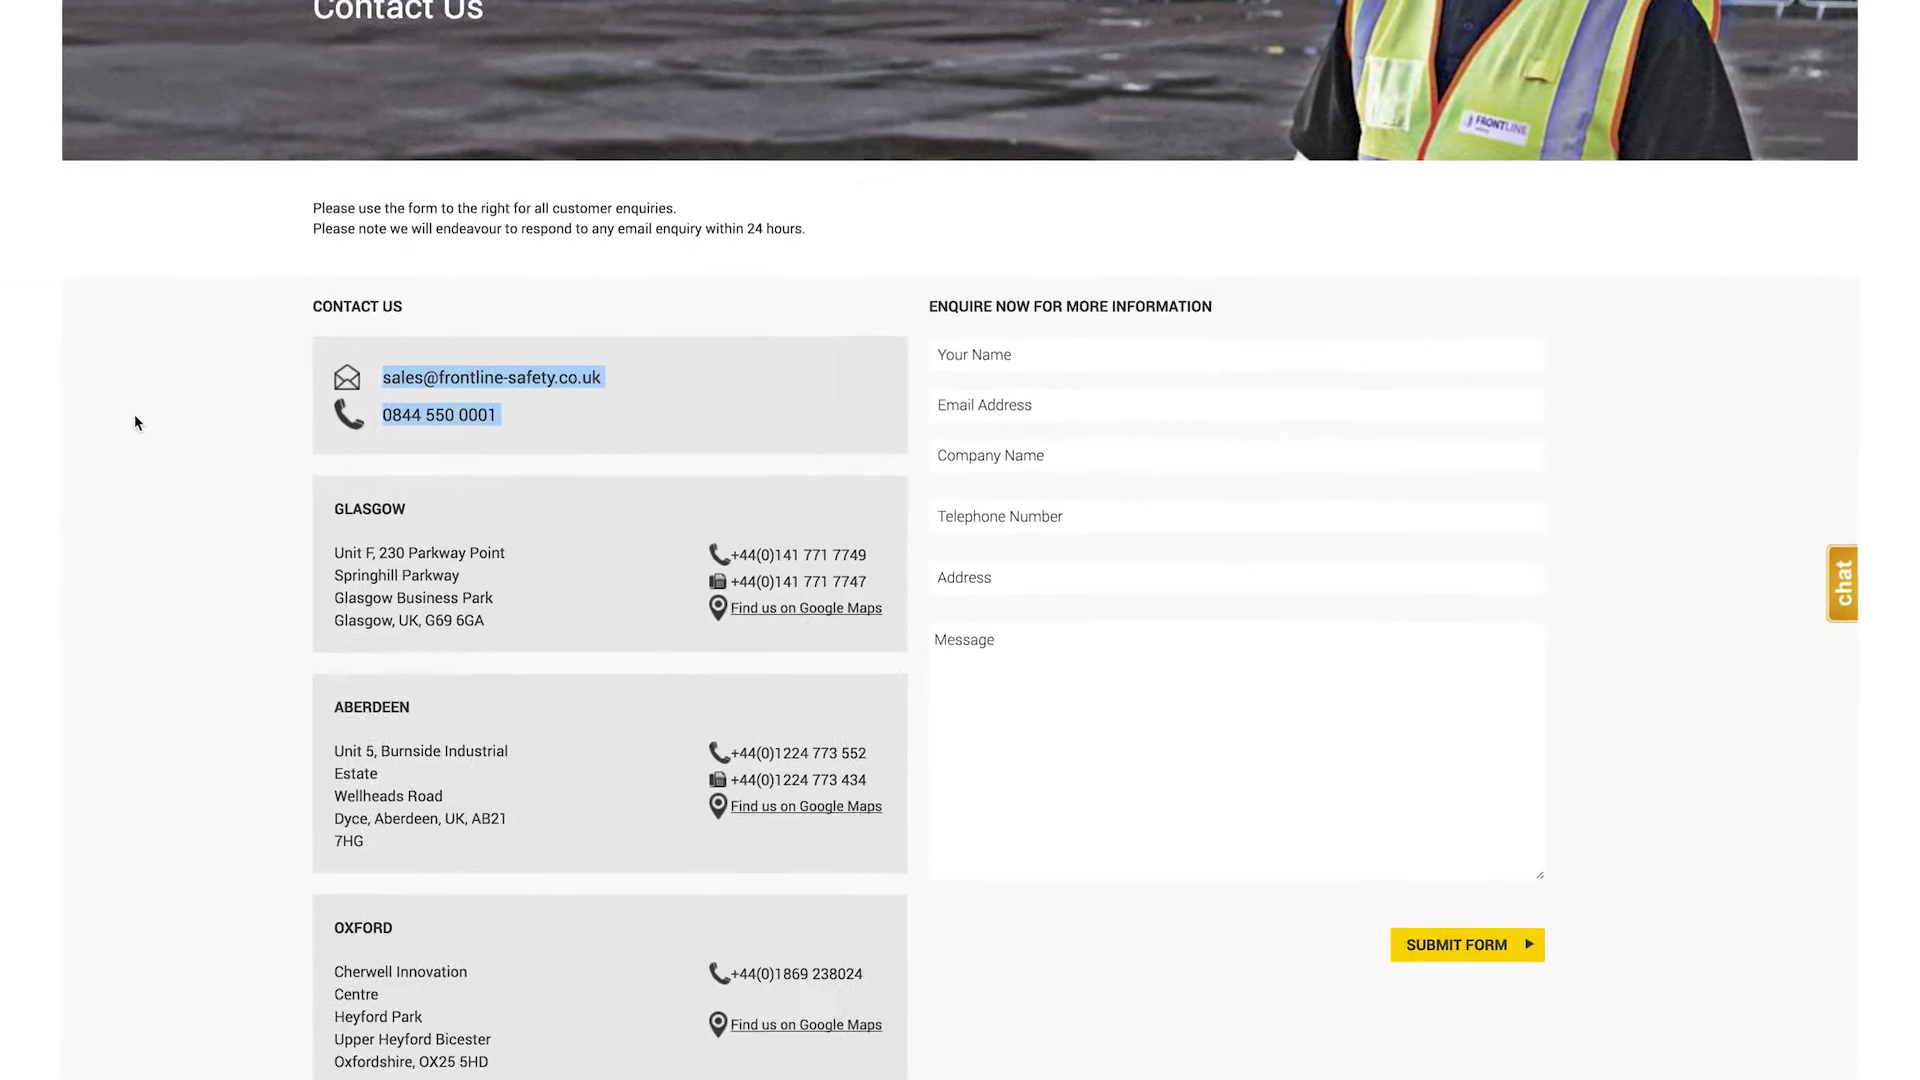 Contact Us
FRONTLINE
Please use the form to the right for all customer enquiries.
Please note we will endeavour to respond to any email enquiry within 24 hours.
CONTACT US
sales@frontline-safety.co.uk
0844 550 0001
GLASGOW
Unit F, 230 Parkway Point
Springhill Parkway
Glasgow Business Park
Glasgow, UK, G69 6GA
+44(0)141 771 7749
+44(0)141 771 7747
Find us on Google Maps
ABERDEEN
Unit 5, Burnside Industrial
Estate
Wellheads Road
Dyce, Aberdeen, UK, AB21
7HG
+44(0)1224 773 552
+44(0)1224 773 434
Find us on Google Maps
OXFORD
Cherwell Innovation
Centre
Heyford Park
Upper Heyford Bicester
Oxfordshire, OX25 5HD
+44(0)1869 238024
Find us on Google Maps
ENQUIRE NOW FOR MORE INFORMATION
Your Name
Email Address
Company Name
Telephone Number
Address
Message
SUBMIT FORM
chat